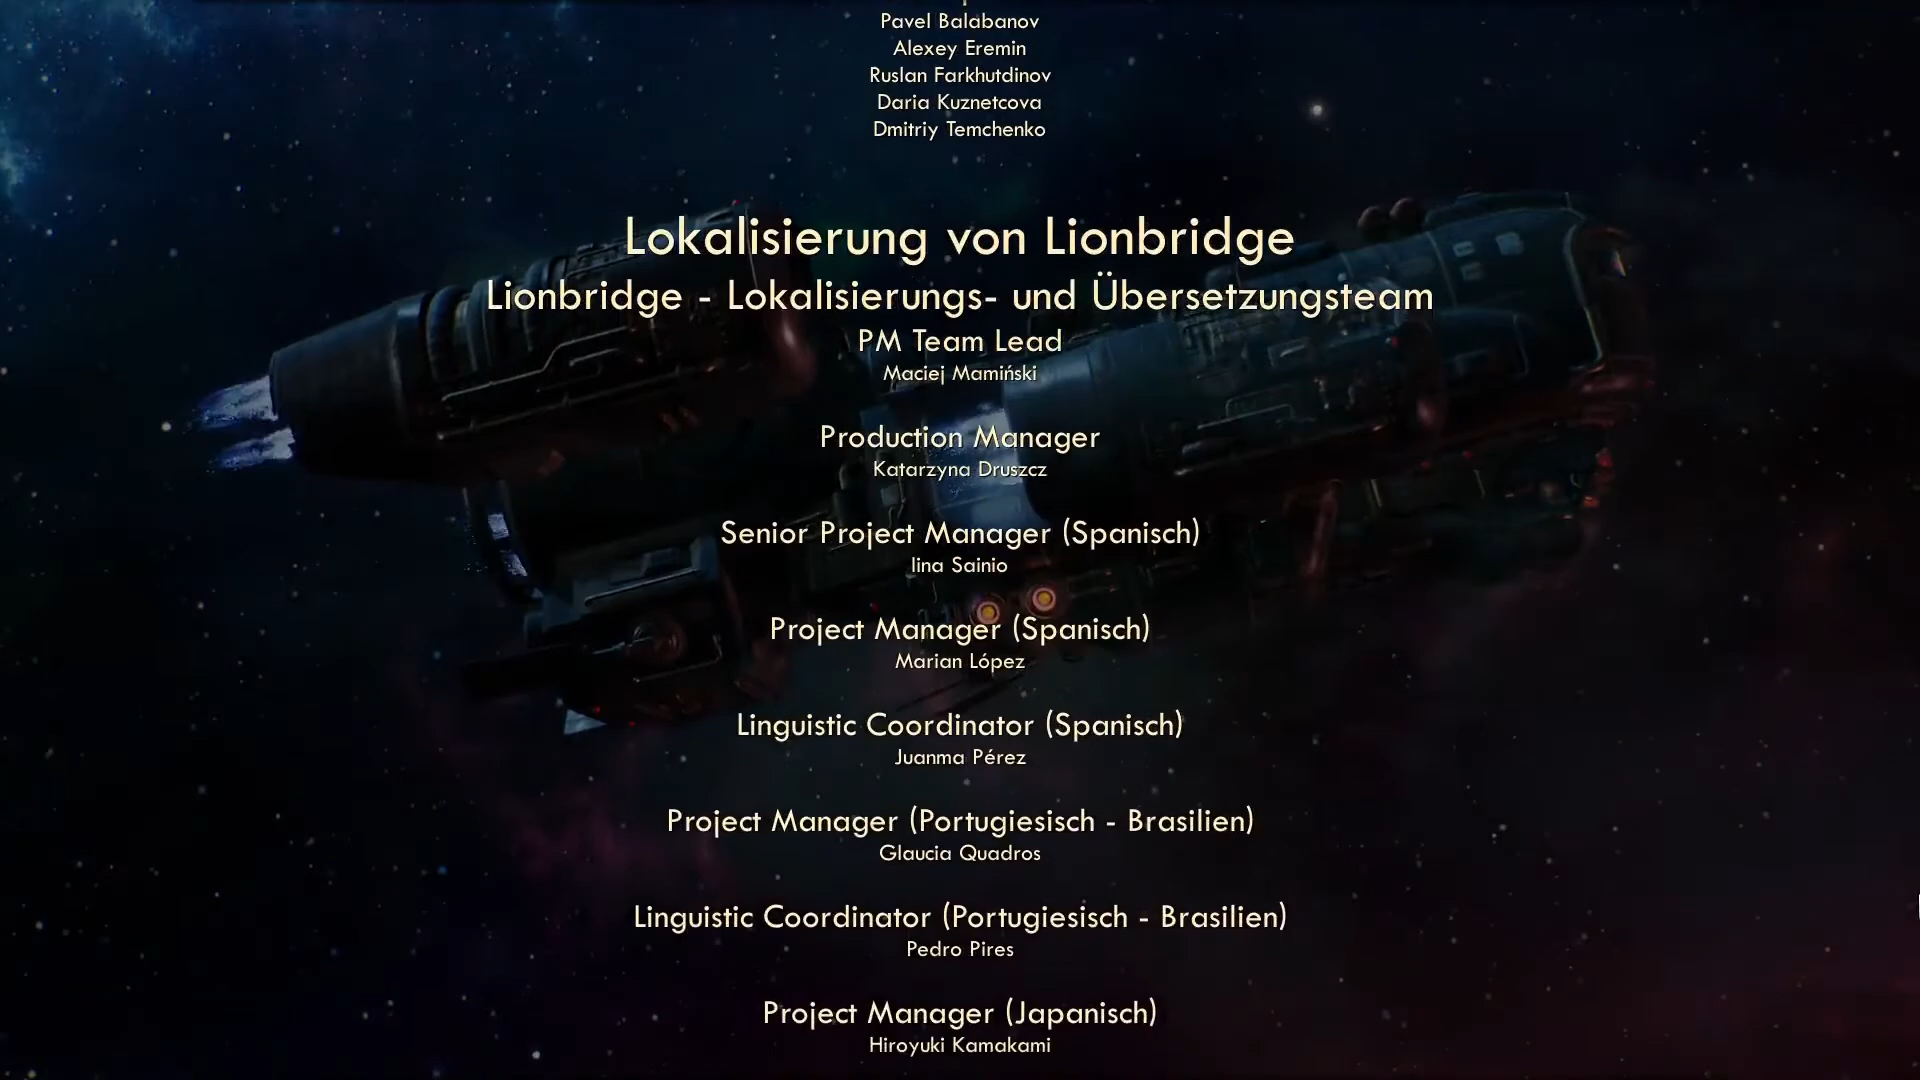 Pavel Balabanov
Alexey Eremin
Ruslan Farkhutdinov
Daria Kuznetcova
Dmitriy Temchenko
Lokalisierung von Lionbridge
Lionbridge - Lokalisierungs- und Übersetzungsteam
PM Team Lead
Maciej Mamiński
Production Manager
Katarzyna Druszcz
Senior Project Manager (Spanisch)
Iina Sainio
Project Manager (Spanisch)
Marian López
Linguistic Coordinator (Spanisch)
Juanma Pérez
Project Manager (Portugiesisch - Brasilien)
Glaucia Quadros
Linguistic Coordinator (Portugiesisch - Brasilien)
Pedro Pires
Project Manager (Japanisch)
Hiroyuki Kamakami